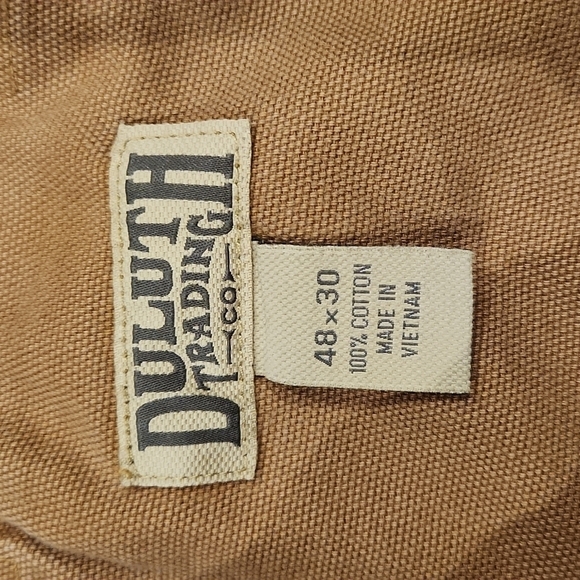 DULUTH
TRADING
CO
48 x 30
100% COTTON
MADE IN
VIETNAM